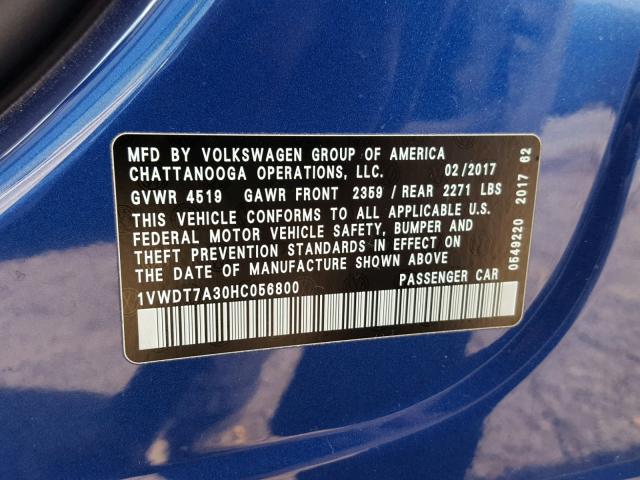 MFD BY VOLKSWAGEN GROUP OF AMERICA
CHATTANOOGA OPERATIONS, LLC. 02/2017
GVWR 4519 GAWR FRONT 2359 / REAR 2271 LBS
THIS VEHICLE CONFORMS TO ALL APPLICABLE U.S.
FEDERAL MOTOR VEHICLE SAFETY, BUMPER AND
THEFT PREVENTION STANDARDS IN EFFECT ON
THE DATE OF MANUFACTURE SHOWN ABOVE
1VWDT7A30HC056800 PASSENGER CAR
0549220 2017 62